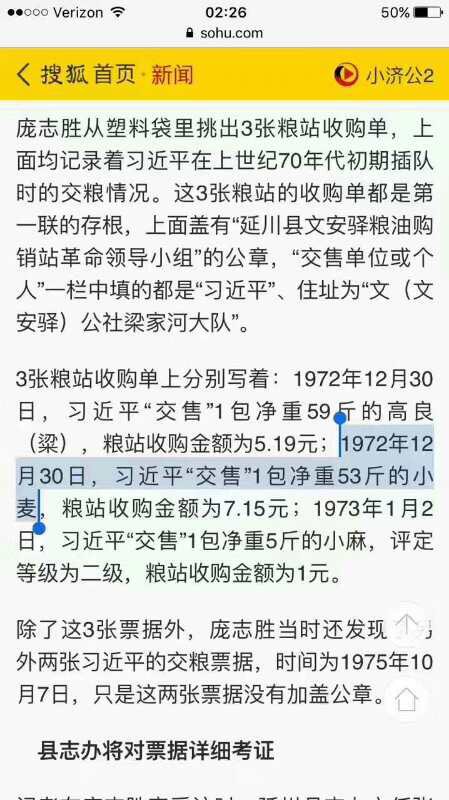 Verizon 02:26 50%
sohu.com
搜狐首页·新闻 小济公2
庞志胜从塑料袋里挑出3张粮站收购单，上
面均记录着习近平在上世纪70年代初期插队
时的交粮情况。这3张粮站的收购单都是第
一联的存根，上面盖有“延川县文安驿粮油购
销站革命领导小组”的公章，“交售单位或个
人”一栏中填的都是“习近平”、住址为“文（文
安驿）公社梁家河大队”。
3张粮站收购单上分别写着：1972年12月30
日，习近平“交售”1包净重59斤的高良
（粱），粮站收购金额为5.19元；1972年12
月30日，习近平“交售”1包净重53斤的小
麦，粮站收购金额为7.15元；1973年1月2
日，习近平“交售”1包净重5斤的小麻，评定
等级为二级，粮站收购金额为1元。
除了这3张票据外，庞志胜当时还发现了另
外两张习近平的交粮票据，时间为1975年10
月7日，只是这两张票据没有加盖公章。
县志办将对票据详细考证